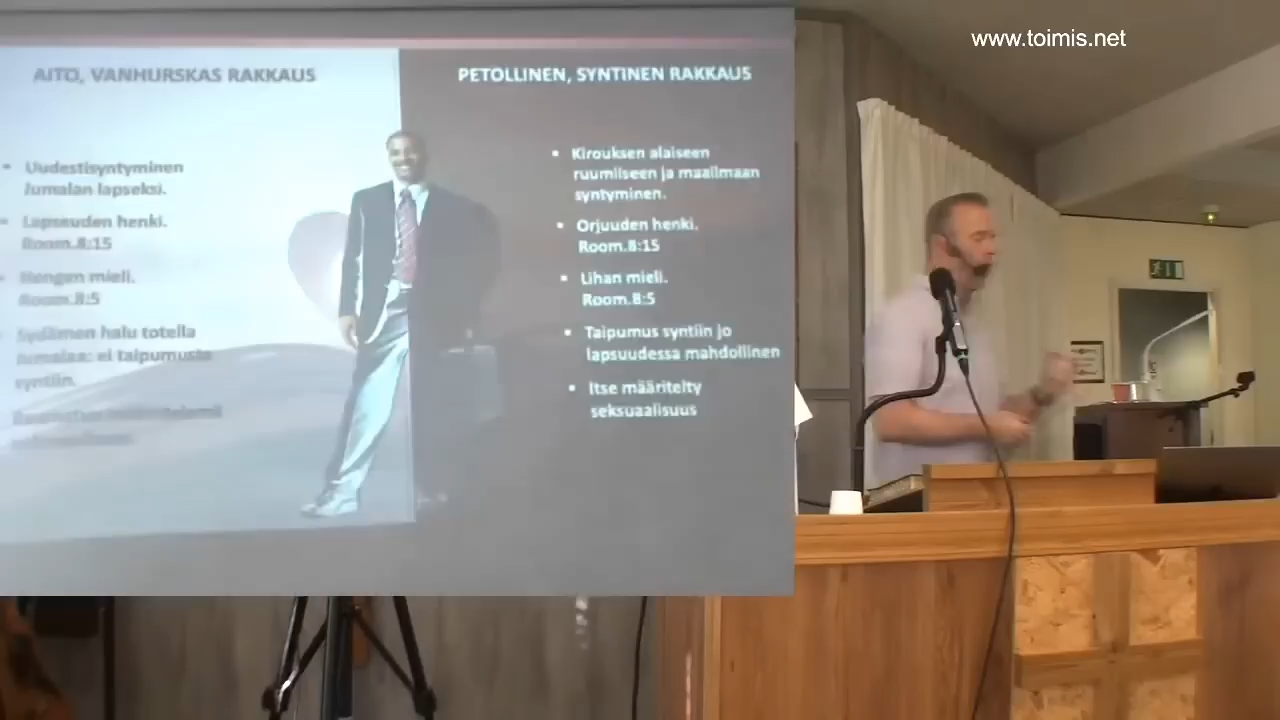 www.toimis.net
AITO, VANHURSKAS RAKKAUS
• Uudestisyntyminen
Jumalan lapseksi.
• Lapseuden henki.
Room.8:15
• Hengen mieli.
Room.8:5
• Sydämen halu totella
Jumalaa: ei taipumusta
syntiin.
PETOLLINEN, SYNTINEN RAKKAUS
• Kirouksen alaiseen
ruumiiseen ja maailmaan
syntyminen.
• Orjuuden henki.
Room.8:15
• Lihan mieli.
Room.8:5
• Taipumus syntiin jo
lapsuudessa mahdollinen
• Itse määritelty
seksuaalisuus